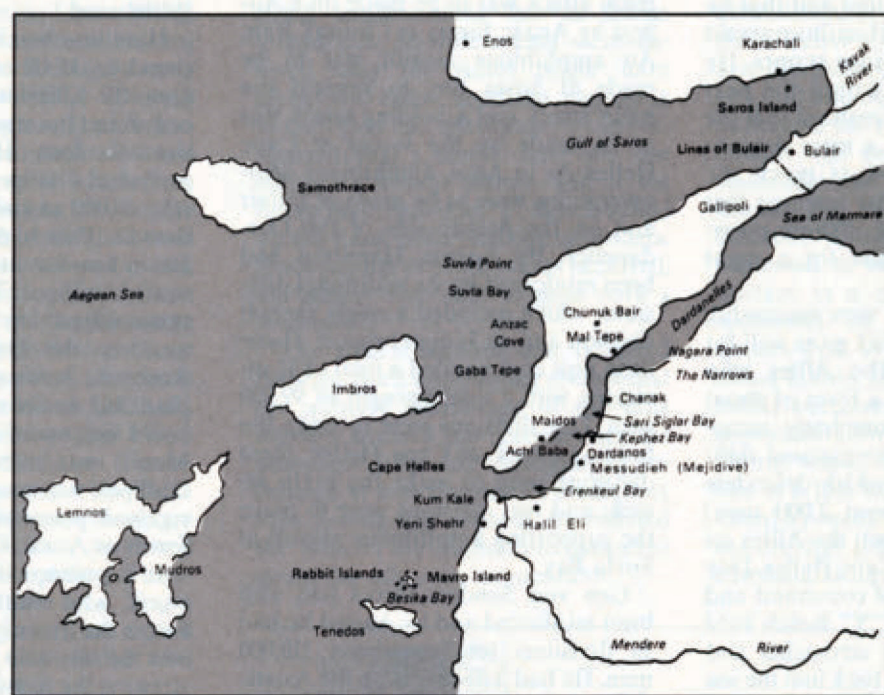 Enos
Karachali
Kavak
River
Saros Island
Gulf of Saros
Lines of Bulair
Bulair
Samothrace
Gallipoli
Sea of Marmare
Suvla Point
Aegean Sea
Suvla Bay
Dardanelles
Chunuk Bair
Anzac
Cove
Mal Tepe
Nagara Point
Gaba Tepe
The Narrows
Imbros
Chanak
Sari Siglar Bay
Maidos
Kephez Bay
Achi Baba
Dardanos
Cape Helles
Messudieh (Mejidive)
Erenkeul Bay
Kum Kale
Lemnos
Yeni Shehr
Halil Eli
Mudros
Rabbit Islands
Mavro Island
Besika Bay
Tenedos
Mendere
River